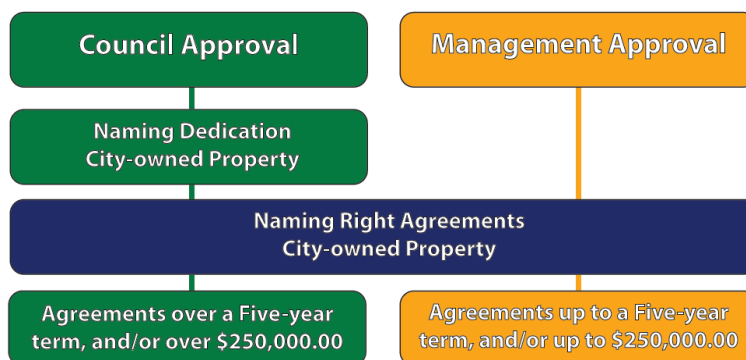 Council Approval
Management Approval
Naming Dedication
City-owned Property
Naming Right Agreements
City-owned Property
Agreements over a Five-year
term, and/or over $250,000.00
Agreements up to a Five-year
term, and/or up to $250,000.00